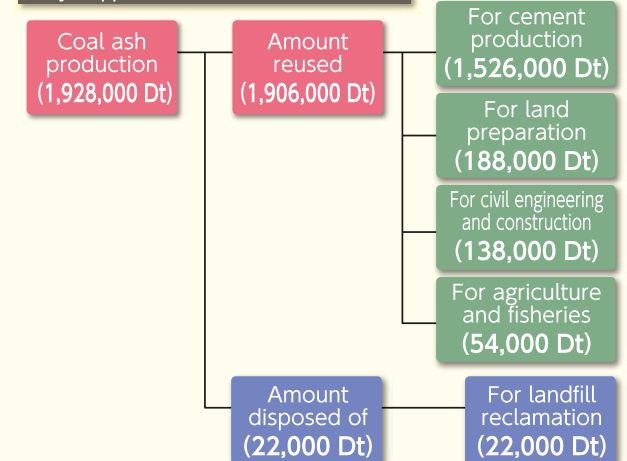 Coal ash
production
(1,928,000 Dt)
Amount
reused
(1,906,000 Dt)
For cement
production
(1,526,000 Dt)
For land
preparation
(188,000 Dt)
For civil engineering
and construction
(138,000 Dt)
For agriculture
and fisheries
(54,000 Dt)
Amount
disposed of
(22,000 Dt)
For landfill
reclamation
(22,000 Dt)